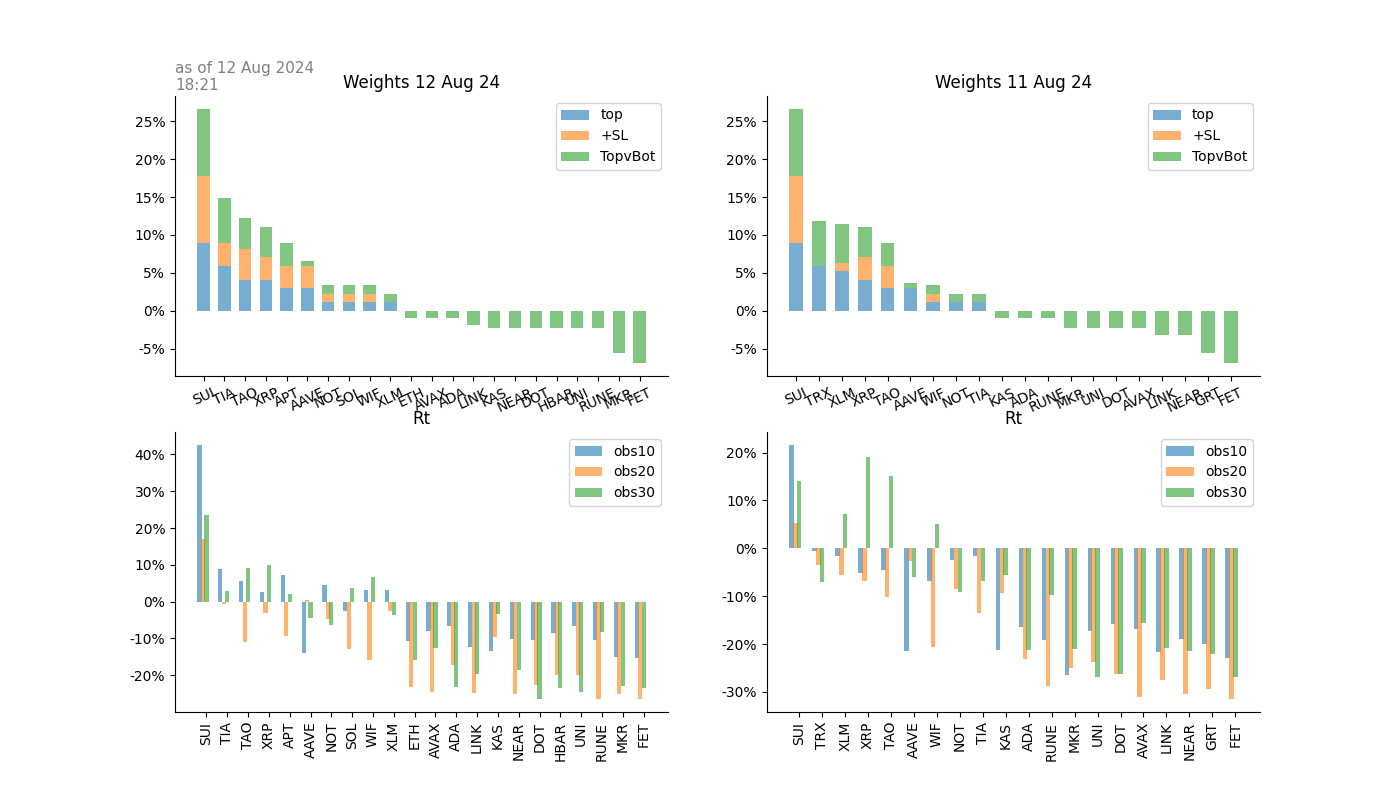 as of 12 Aug 2024
18:21
Weights 12 Aug 24
25%
20%
15%
10%
5%
0%
-5%
top
+SL
TopvBot
SUI TIA TAO XRP APT AAVE NOT SOL WIF XLM ETH AVAX ADA LINK KAS NEAR DOT HBAR UNI RUNE MKR FET
Weights 11 Aug 24
25%
20%
15%
10%
5%
0%
-5%
top
+SL
TopvBot
SUI TRX XLM XRP TAO AAVE WIF NOT TIA KAS ADA RUNE MKR UNI DOT AVAX LINK NEAR GRT FET
Rt
40%
30%
20%
10%
0%
-10%
-20%
obs10
obs20
obs30
SUI TIA TAO XRP APT AAVE NOT SOL WIF XLM ETH AVAX ADA LINK KAS NEAR DOT HBAR UNI RUNE MKR FET
Rt
20%
10%
0%
-10%
-20%
-30%
obs10
obs20
obs30
SUI TRX XLM XRP TAO AAVE WIF NOT TIA KAS ADA RUNE MKR UNI DOT AVAX LINK NEAR GRT FET